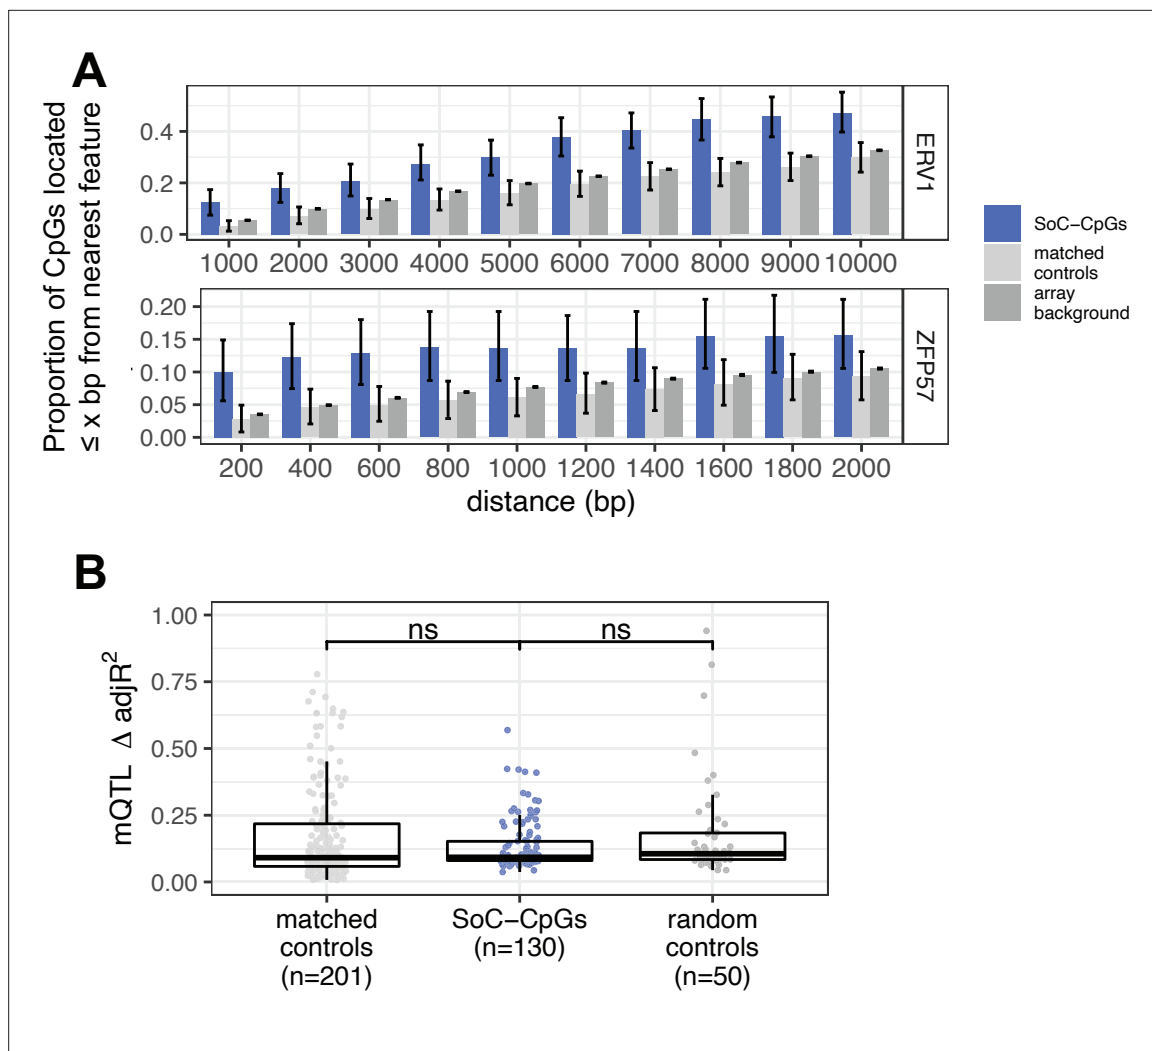 A
Proportion of CpGs located
≤ x bp from nearest feature
0.4
0.2
0.0
1000 2000 3000 4000 5000 6000 7000 8000 9000 10000
ERV1
0.20
0.15
0.10
0.05
0.00
200 400 600 800 1000 1200 1400 1600 1800 2000
ZFP57
distance (bp)
SoC−CpGs
matched
controls
array
background
B
mQTL Δ adjR²
1.00
0.75
0.50
0.25
0.00
ns ns
matched
controls
(n=201)
SoC−CpGs
(n=130)
random
controls
(n=50)